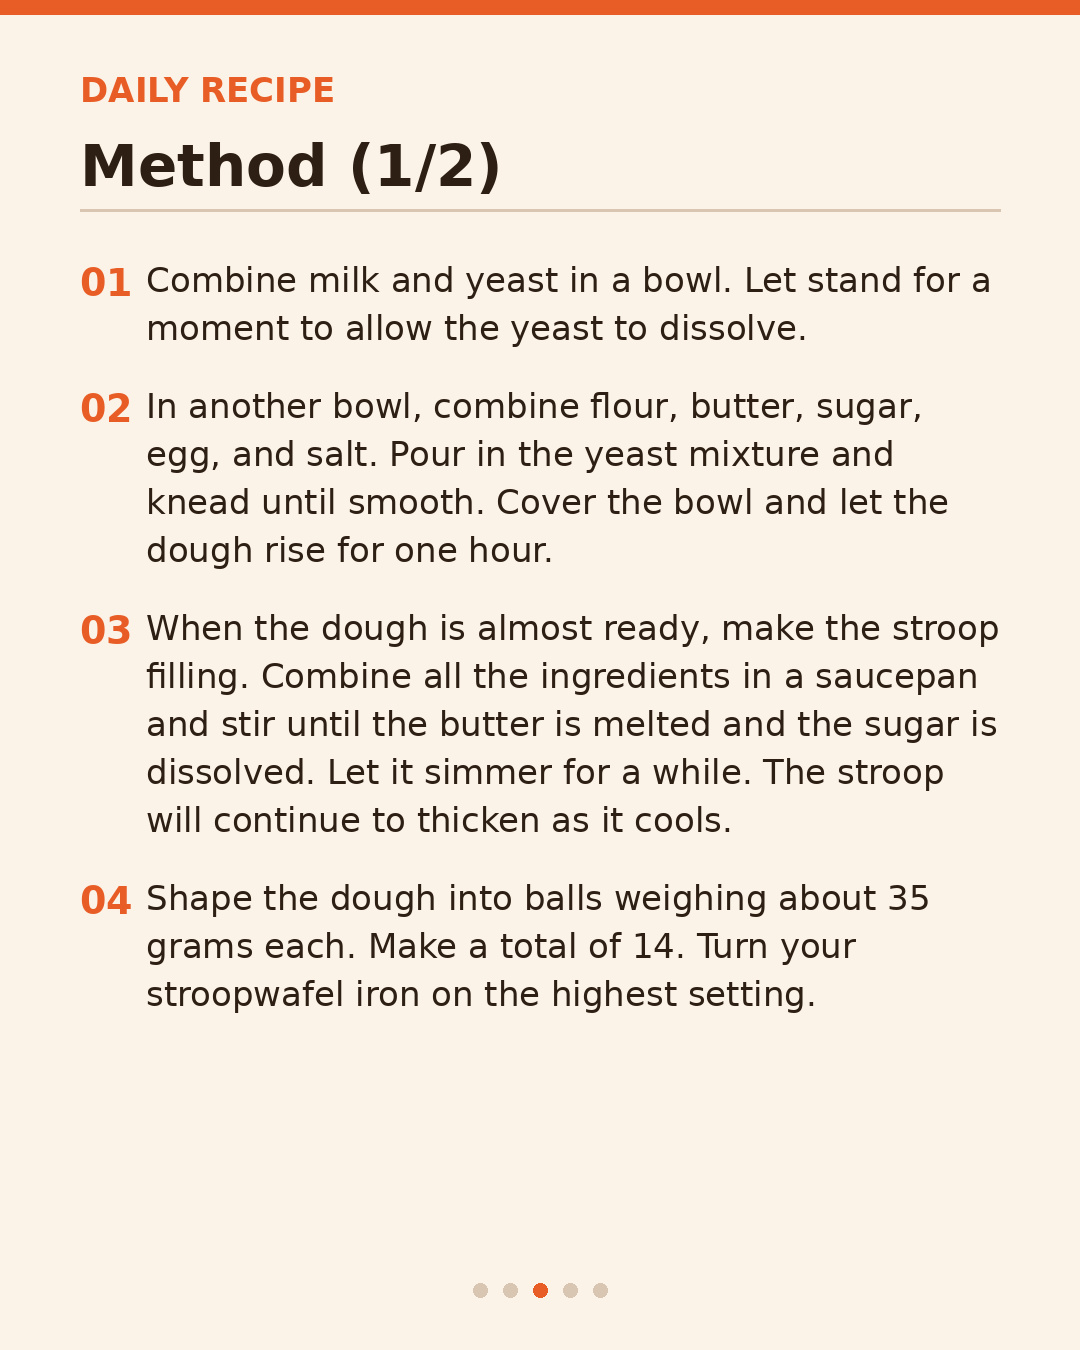 DAILY RECIPE
Method (1/2)
01 Combine milk and yeast in a bowl. Let stand for a
moment to allow the yeast to dissolve.
02 In another bowl, combine flour, butter, sugar,
egg, and salt. Pour in the yeast mixture and
knead until smooth. Cover the bowl and let the
dough rise for one hour.
03 When the dough is almost ready, make the stroop
filling. Combine all the ingredients in a saucepan
and stir until the butter is melted and the sugar is
dissolved. Let it simmer for a while. The stroop
will continue to thicken as it cools.
04 Shape the dough into balls weighing about 35
grams each. Make a total of 14. Turn your
stroopwafel iron on the highest setting.